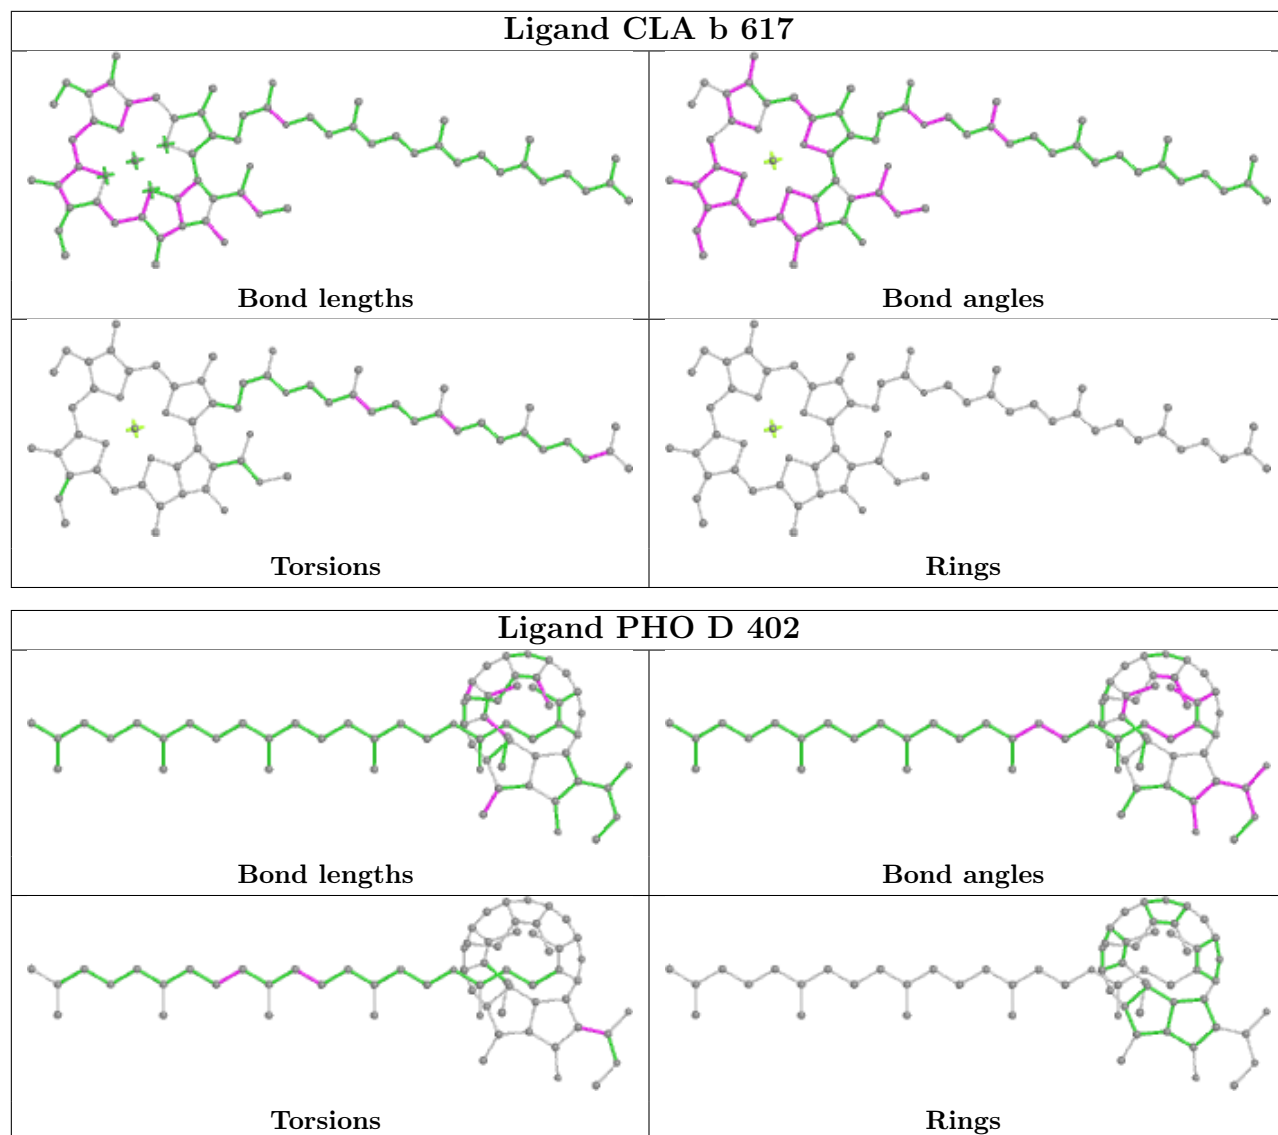 Ligand CLA b 617
Bond lengths
Bond angles
Torsions
Rings
Ligand PHO D 402
Bond lengths
Bond angles
Torsions
Rings